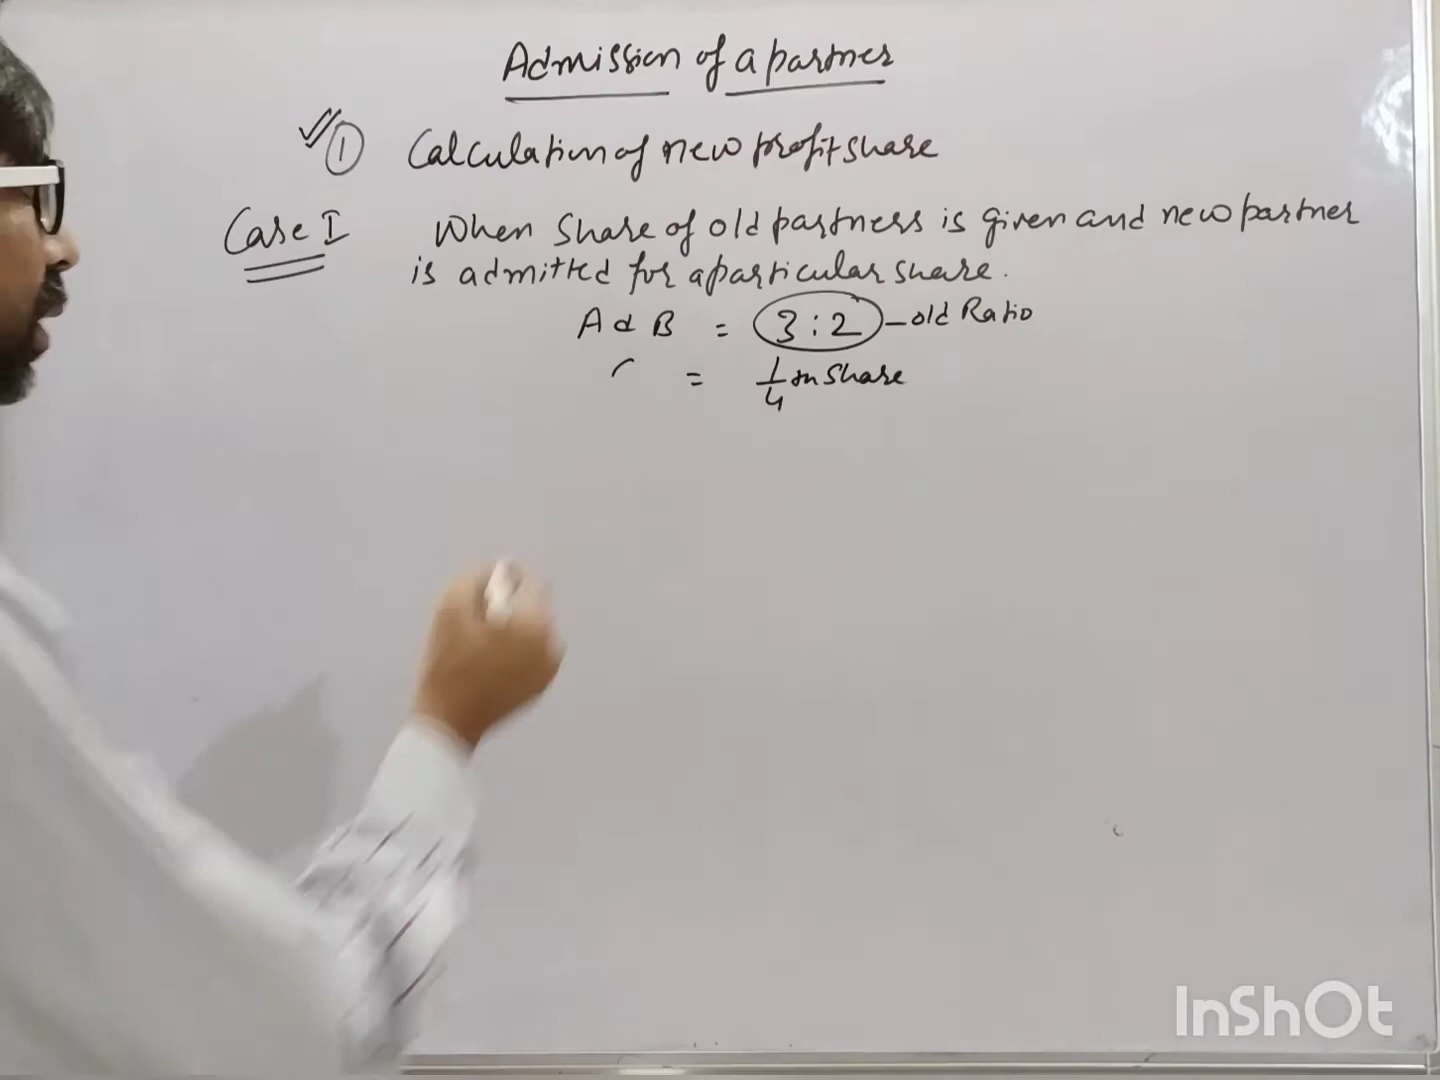 Admission of a partner
① Calculation of new profit share
Case I When Share of old partners is given and new partner
is admitted for a particular share.
A & B = 3:2 - old Ratio
C = 1/4 in Share
InShOt